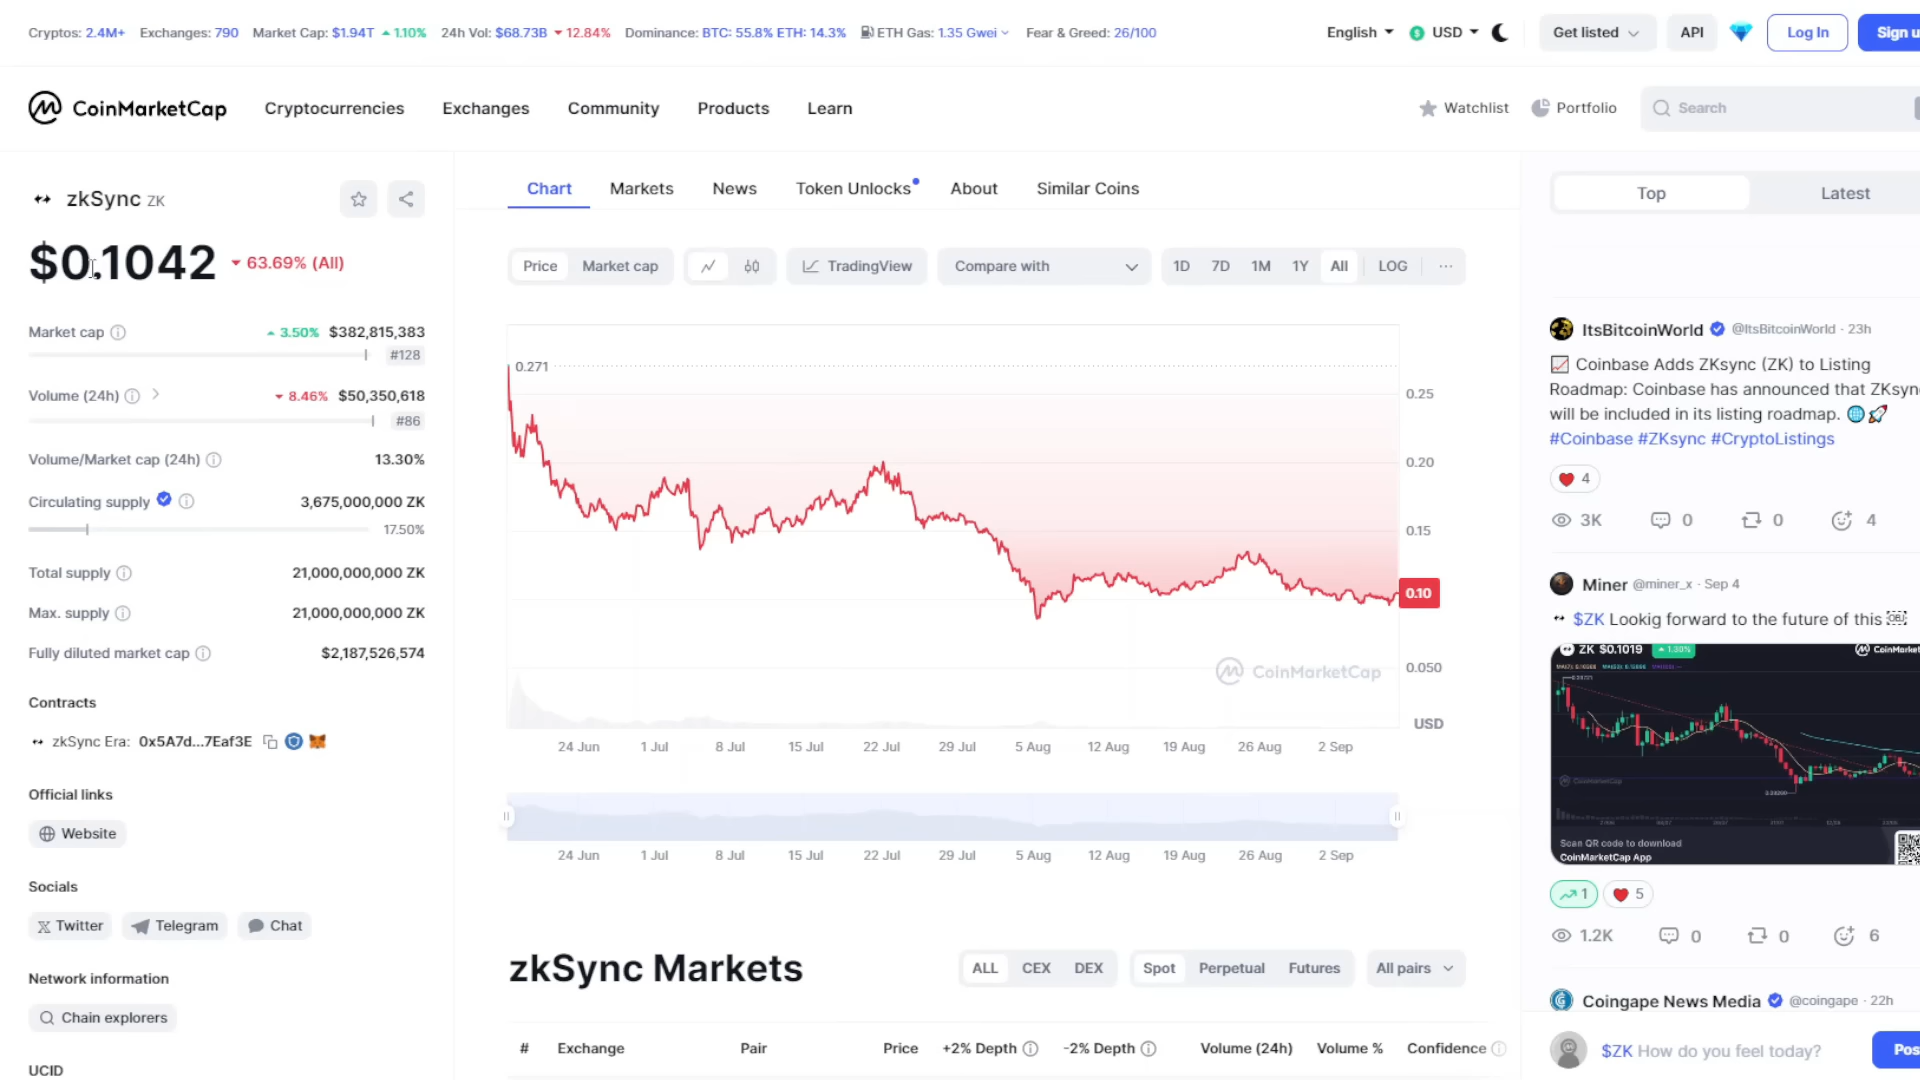 Cryptos: 2.4M+ Exchanges: 790 Market Cap: $1.94T 1.10% 24h Vol: $68.73B 12.84% Dominance: BTC: 55.8% ETH: 14.3% ETH Gas: 1.35 Gwei Fear & Greed: 26/100
English USD Get listed API Log In Sign
CoinMarketCap Cryptocurrencies Exchanges Community Products Learn
Watchlist Portfolio Search
zkSync ZK
$0.1042 63.69% (All)
Market cap 3.50% $382,815,383
#128
Volume (24h) 8.46% $50,350,618
#86
Volume/Market cap (24h) 13.30%
Circulating supply 3,675,000,000 ZK
17.50%
Total supply 21,000,000,000 ZK
Max. supply 21,000,000,000 ZK
Fully diluted market cap $2,187,526,574
Contracts
zkSync Era: 0x5A7d...7Eaf3E
Official links
Website
Socials
Twitter Telegram Chat
Network information
Chain explorers
UCID
Chart Markets News Token Unlocks About Similar Coins
Price Market cap TradingView Compare with 1D 7D 1M 1Y All LOG ...
0.271
0.25
0.20
0.15
0.10
0.050
CoinMarketCap
USD
24 Jun 1 Jul 8 Jul 15 Jul 22 Jul 29 Jul 5 Aug 12 Aug 19 Aug 26 Aug 2 Sep
24 Jun 1 Jul 8 Jul 15 Jul 22 Jul 29 Jul 5 Aug 12 Aug 19 Aug 26 Aug 2 Sep
zkSync Markets ALL CEX DEX Spot Perpetual Futures All pairs
# Exchange Pair Price +2% Depth -2% Depth Volume (24h) Volume % Confidence
Top Latest
ItsBitcoinWorld @ItsBitcoinWorld · 23h
Coinbase Adds ZKsync (ZK) to Listing
Roadmap: Coinbase has announced that ZKsync
will be included in its listing roadmap.
#Coinbase #ZKsync #CryptoListings
4
3K 0 0 4
Miner @miner_x · Sep 4
$ZK Lookig forward to the future of this OBJ
ZK $0.1019 1.30% CoinMarket
CoinMarketCap
Scan QR code to download
CoinMarketCap App
1 5
1.2K 0 0 6
Coingape News Media @coingape · 22h
$ZK How do you feel today? Pos